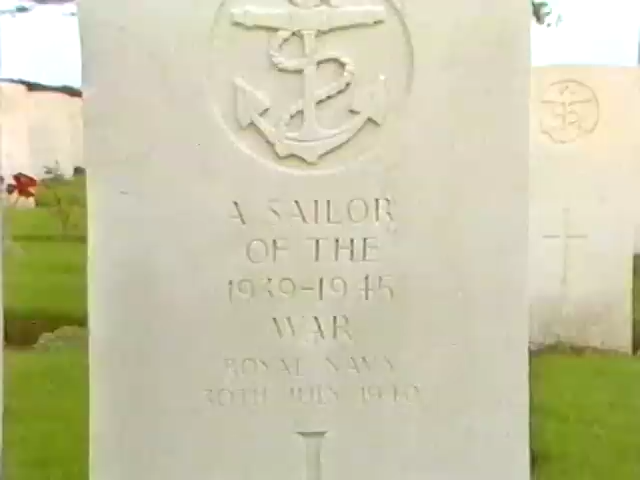 A SAILOR
OF THE
1939-1945
WAR
ROYAL NAVY
30TH JULY 1940